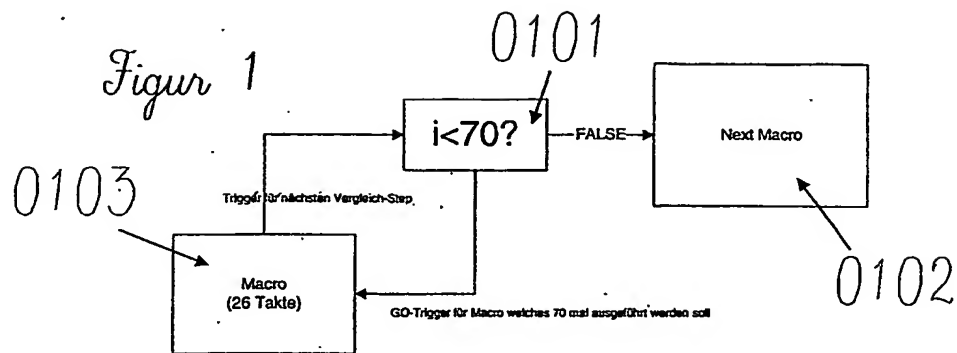 0101
Figur 1
i<70?
FALSE
Next Macro
0103
Trigger für nächsten Vergleich-Step
Macro
(26 Takte)
0102
GO-Trigger für Macro welches 70 mal ausgeführt werden soll